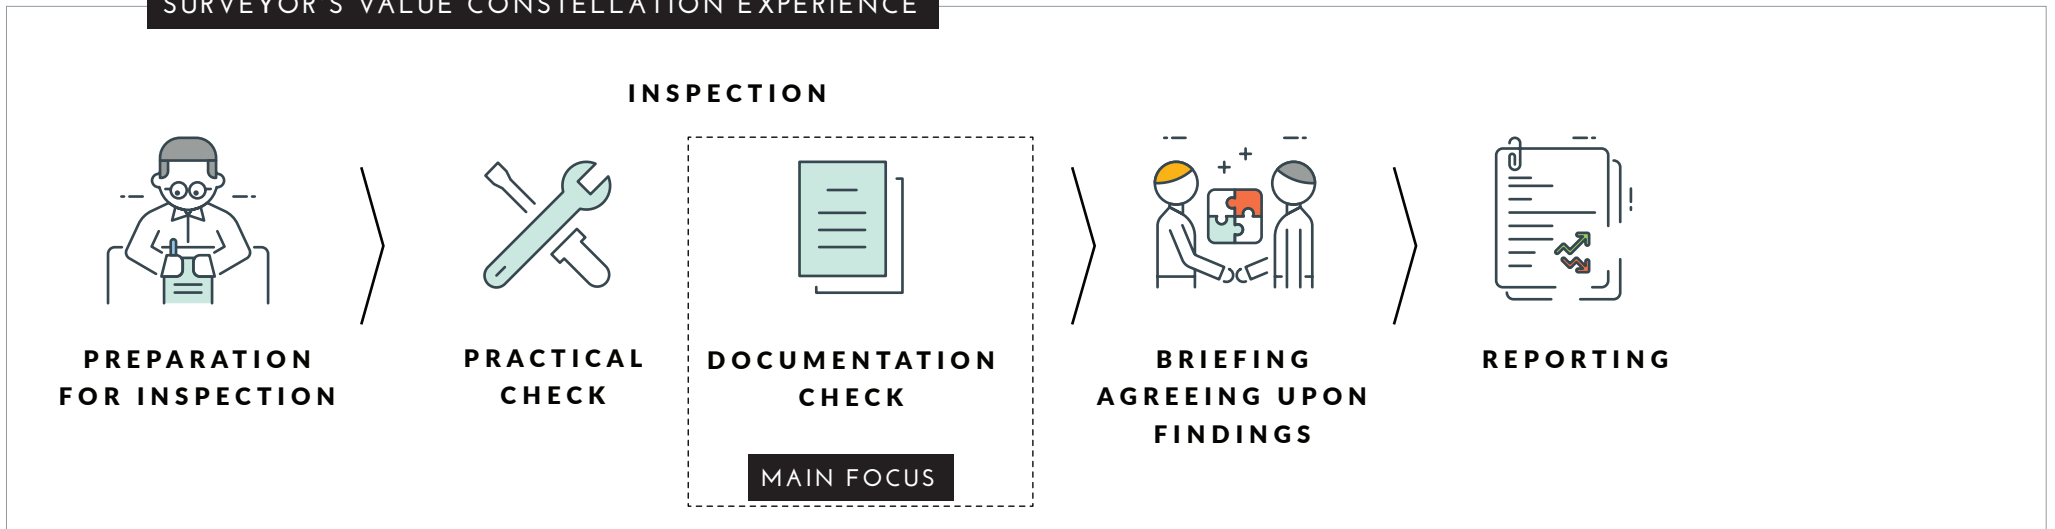 SURVEYOR'S VALUE CONSTELLATION EXPERIENCE
INSPECTION
PREPARATION
FOR INSPECTION
PRACTICAL
CHECK
DOCUMENTATION
CHECK
MAIN FOCUS
BRIEFING
AGREEING UPON
FINDINGS
REPORTING